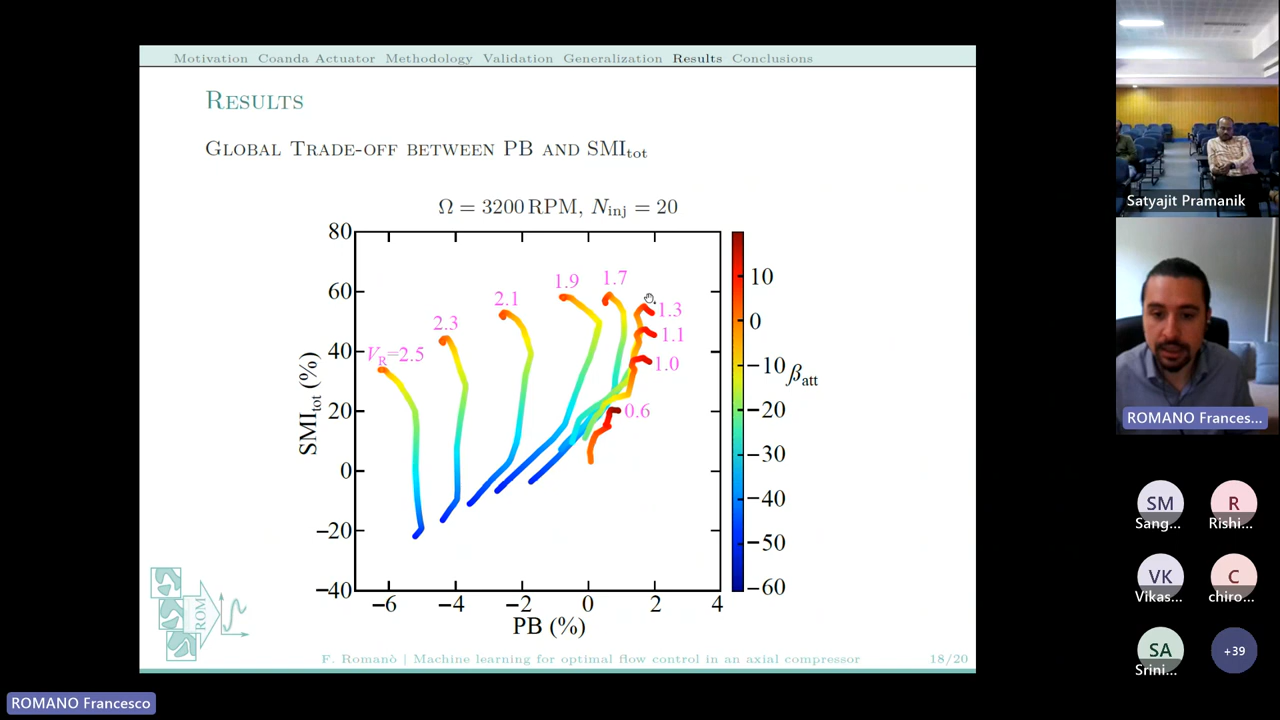 Motivation Coanda Actuator Methodology Validation Generalization Results Conclusions
Results
Global Trade-off between PB and SMItot
Ω = 3200 RPM, Ninj = 20
80
60
40
20
0
−20
−40
SMItot (%)
−6 −4 −2 0 2 4
PB (%)
VR=2.5
2.3
2.1
1.9
1.7
1.3
1.1
1.0
0.6
10
0
−10
−20
−30
−40
−50
−60
βatt
ROM
F. Romanò | Machine learning for optimal flow control in an axial compressor 18/20
Satyajit Pramanik
ROMANO Frances...
SM R
Sang... Rishi...
VK C
Vikas... chiro...
SA +39
Srini...
ROMANO Francesco